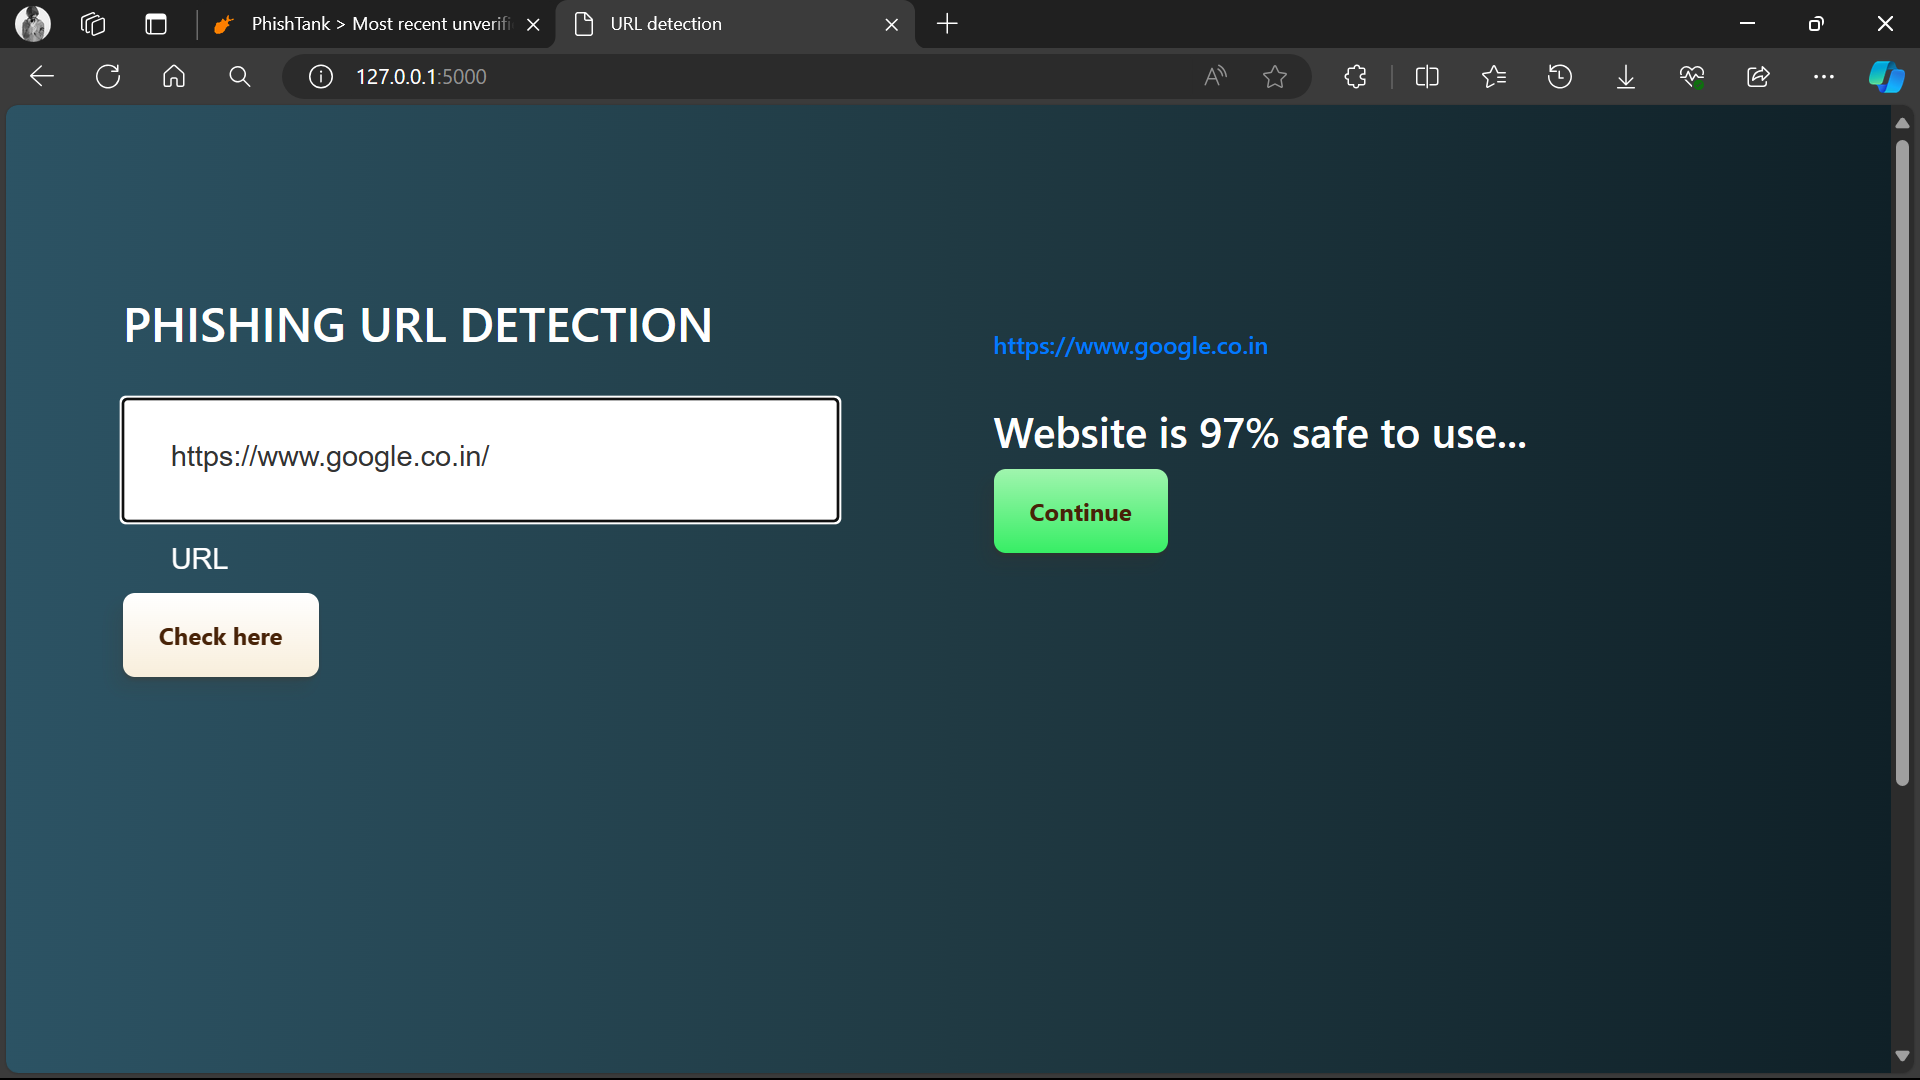 PhishTank > Most recent unverifi
URL detection
127.0.0.1:5000
PHISHING URL DETECTION
https://www.google.co.in/
URL
Check here
https://www.google.co.in
Website is 97% safe to use...
Continue